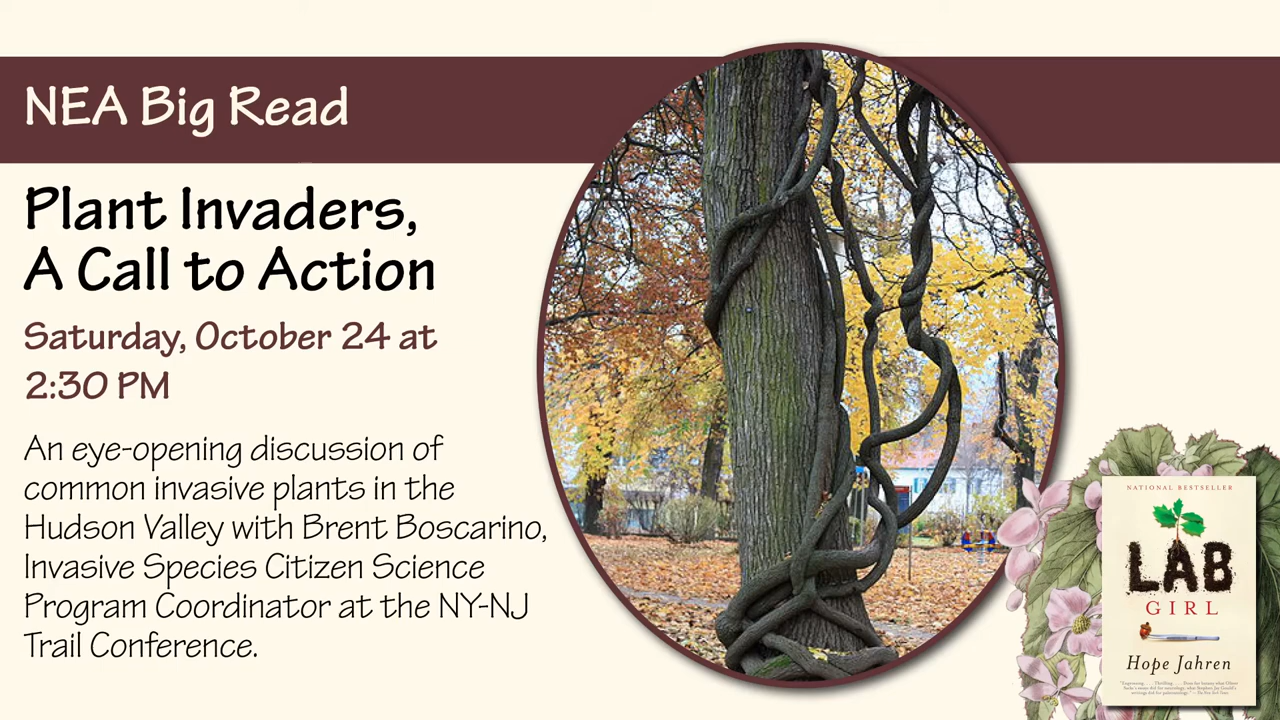 NEA Big Read
Plant Invaders,
A Call to Action
Saturday, October 24 at
2:30 PM
An eye-opening discussion of
common invasive plants in the
Hudson Valley with Brent Boscarino,
Invasive Species Citizen Science
Program Coordinator at the NY-NJ
Trail Conference.
NATIONAL BESTSELLER
LAB
GIRL
Hope Jahren